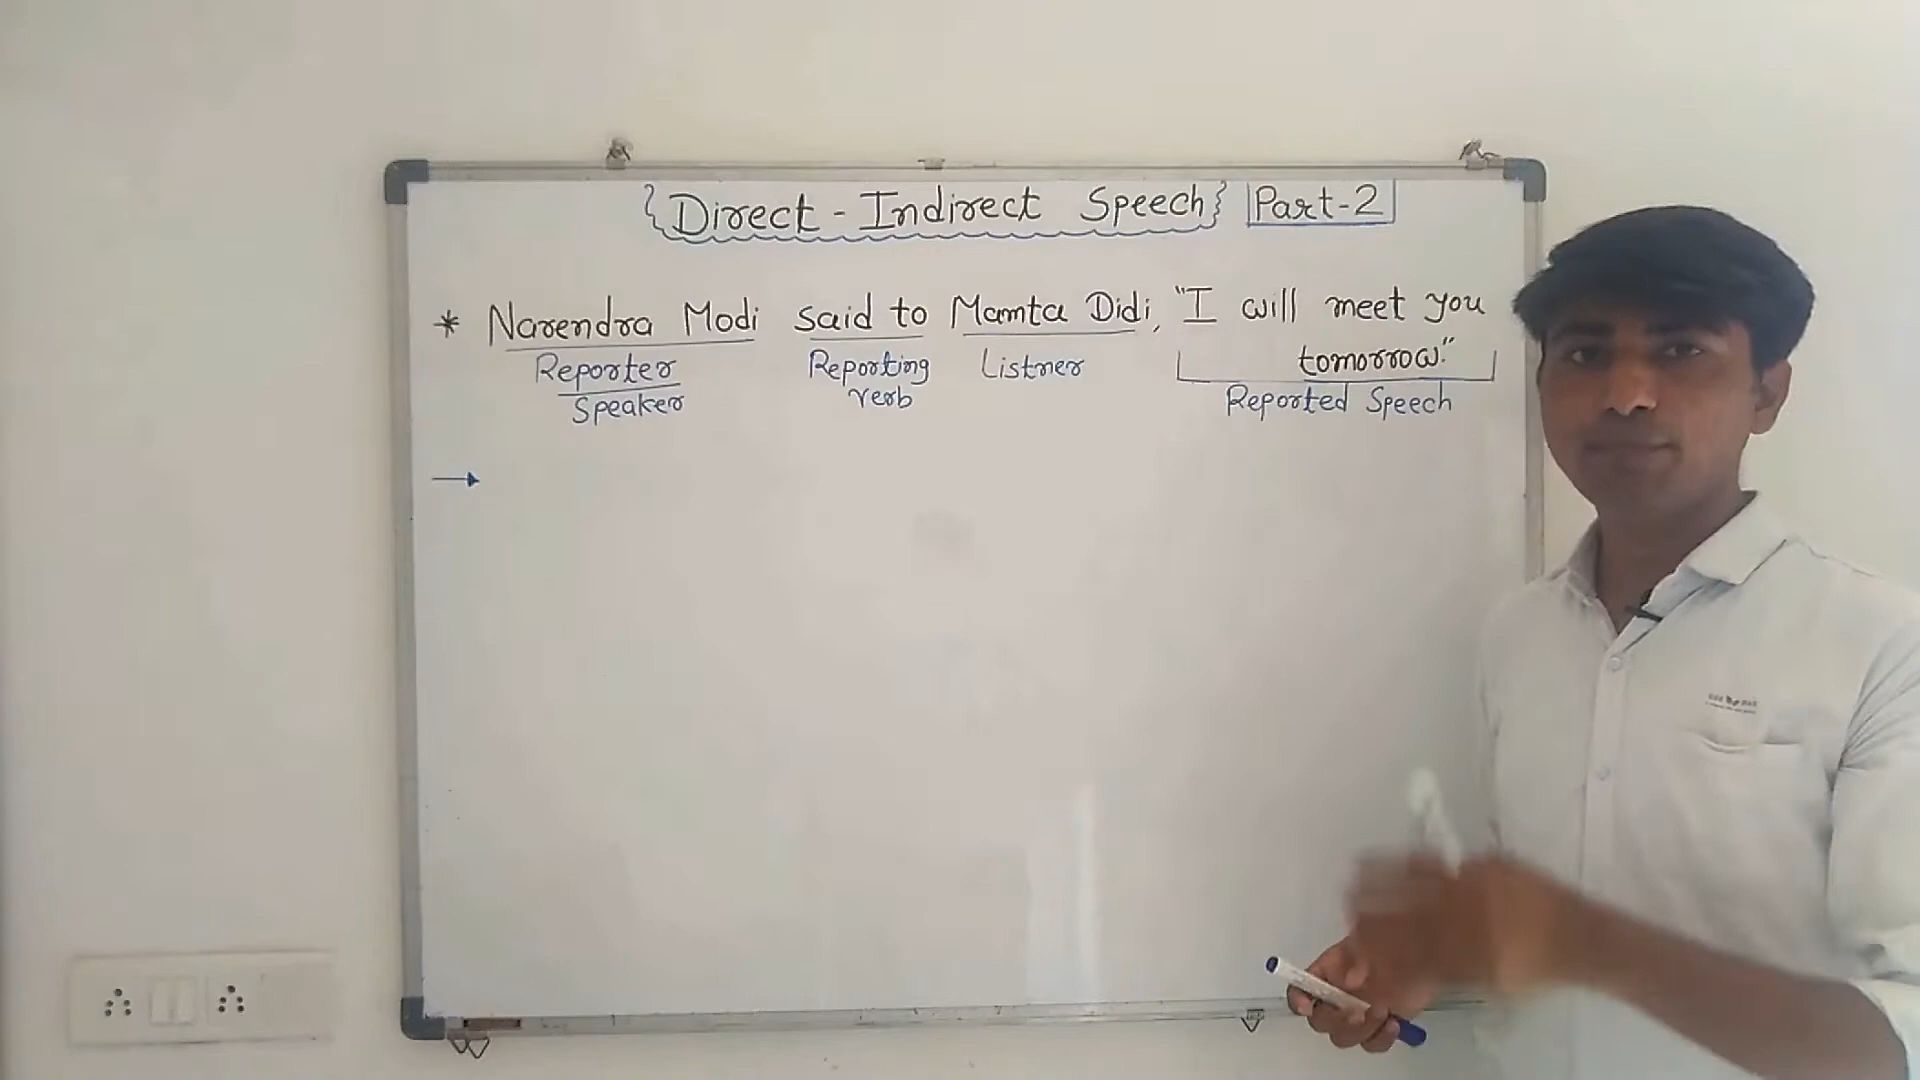 {Direct - Indirect Speech} Part-2
* Narendra Modi said to Mamta Didi, "I will meet you
tomorrow."
Reporter Reporting Listner
Speaker verb Reported Speech